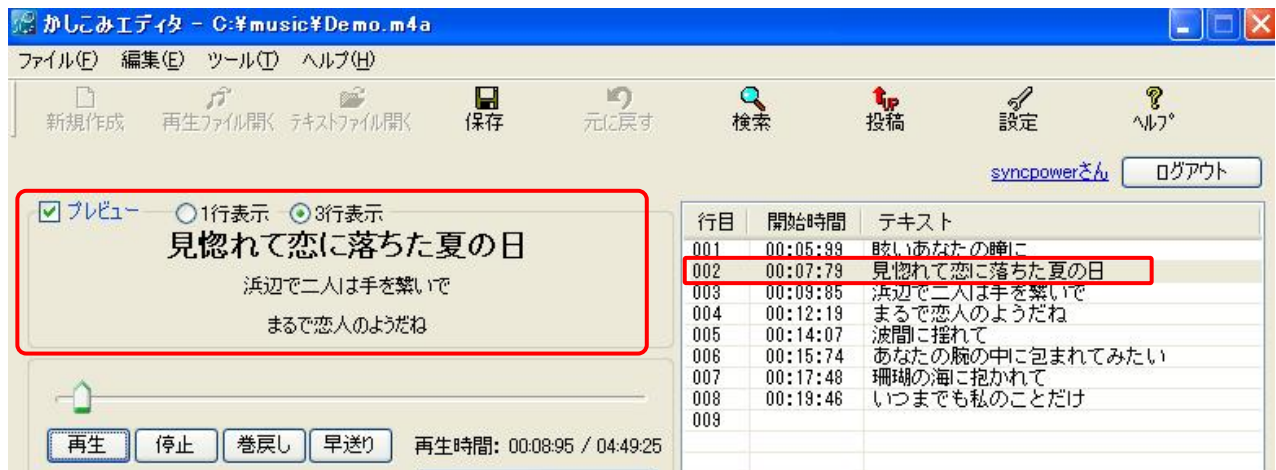 かしこみエディタ - C:¥music¥Demo.m4a
ファイル(F) 編集(E) ツール(T) ヘルプ(H)
新規作成 再生ファイル開く テキストファイル開く 保存 元に戻す 検索 投稿 設定 ヘルプ
syncpowerさん ログアウト
プレビュー 1行表示 3行表示
見惚れて恋に落ちた夏の日
浜辺で二人は手を繋いで
まるで恋人のようだね
再生 停止 巻戻し 早送り 再生時間: 00:08:95 / 04:49:25
行目 開始時間 テキスト
001 00:05:99 眩いあなたの瞳に
002 00:07:79 見惚れて恋に落ちた夏の日
003 00:09:85 浜辺で二人は手を繋いで
004 00:12:19 まるで恋人のようだね
005 00:14:07 波間に揺れて
006 00:15:74 あなたの腕の中に包まれてみたい
007 00:17:48 珊瑚の海に抱かれて
008 00:19:46 いつまでも私のことだけ
009